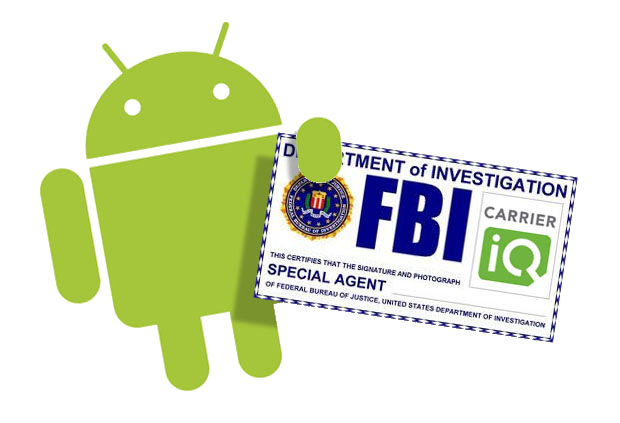 D RTMENT of INVESTIGATION
FBI
CARRIER
iQ
THIS CERTIFIES THAT THE SIGNATURE AND PHOTOGRAPH
SPECIAL AGENT
OF FEDERAL BUREAU OF JUSTICE, UNITED STATES DEPARTMENT OF INVESTIGATION